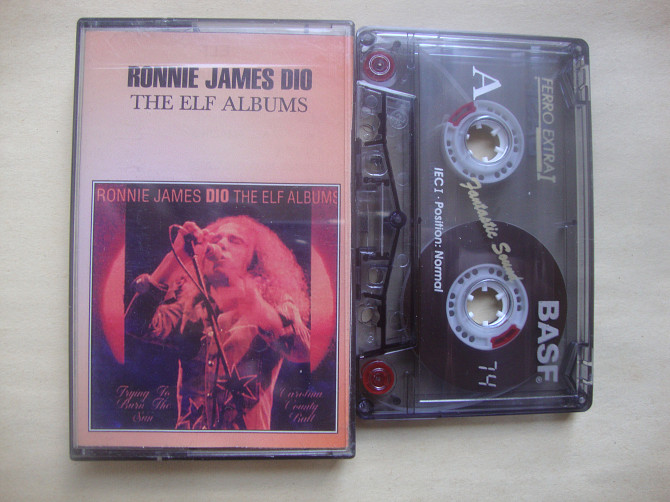 RONNIE JAMES DIO
THE ELF ALBUMS
RONNIE JAMES DIO THE ELF ALBUMS
Trying To
Burn The
Sun
Carolina
County
Ball
A
FERRO EXTRA I
Fantastic Sound
IEC I · Position: Normal
BASF
74